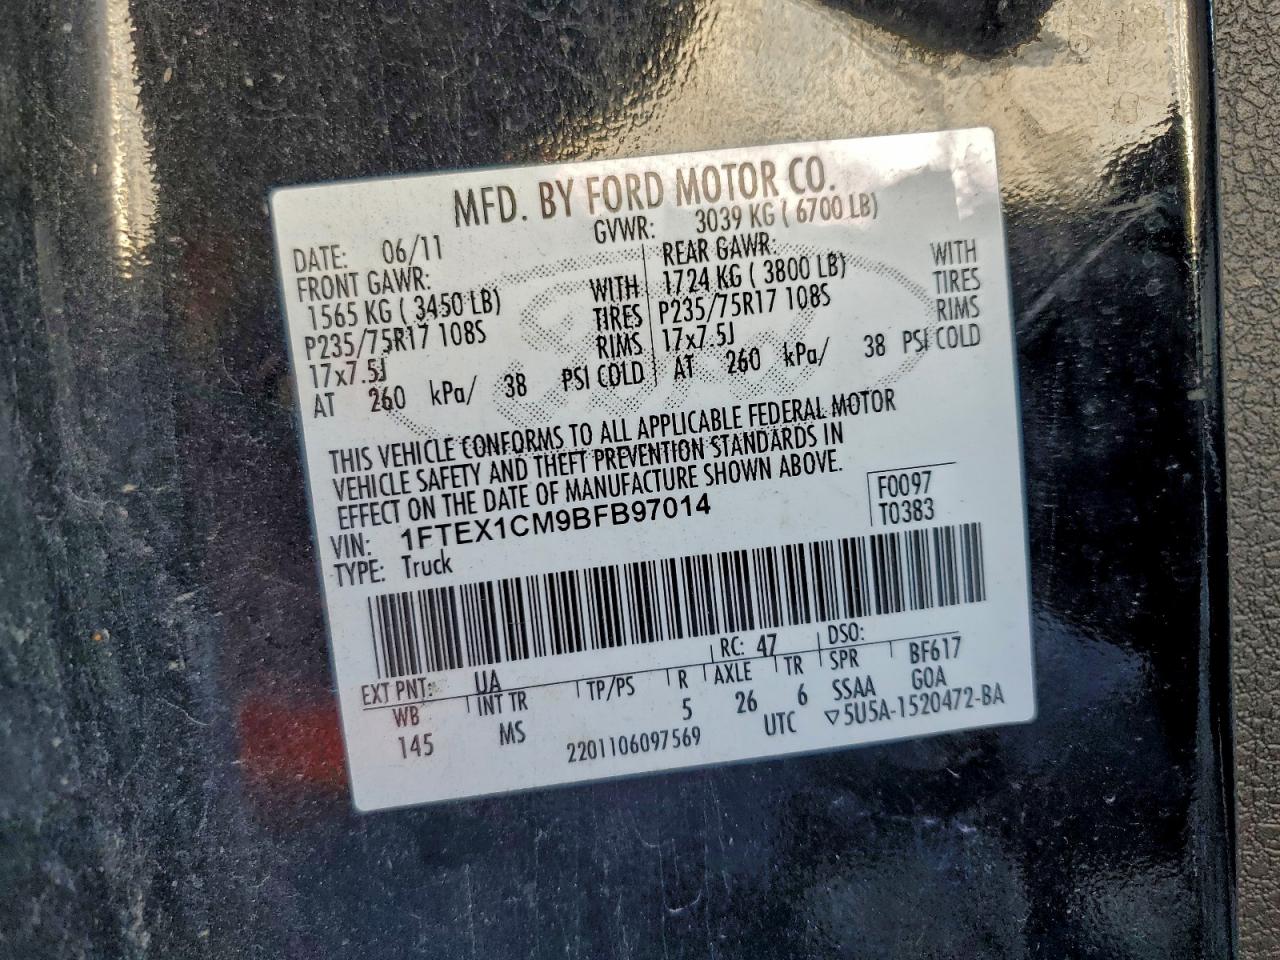 MFD. BY FORD MOTOR CO.
DATE: 06/11 GVWR: 3039 KG ( 6700 LB)
FRONT GAWR: REAR GAWR:
1565 KG ( 3450 LB) WITH 1724 KG ( 3800 LB) WITH
P235/75R17 108S TIRES P235/75R17 108S TIRES
17x7.5J RIMS 17x7.5J RIMS
AT 260 kPa/ 38 PSI COLD AT 260 kPa/ 38 PSI COLD
THIS VEHICLE CONFORMS TO ALL APPLICABLE FEDERAL MOTOR
VEHICLE SAFETY AND THEFT PREVENTION STANDARDS IN
EFFECT ON THE DATE OF MANUFACTURE SHOWN ABOVE.
F0097
VIN: 1FTEX1CM9BFB97014 T0383
TYPE: Truck
RC: 47 DSO:
EXT PNT: UA BF617
WB INT TR TP/PS R AXLE TR SPR GOA
145 MS 5 26 6 SSAA
2201106097569 UTC ▽5U5A-1520472-BA